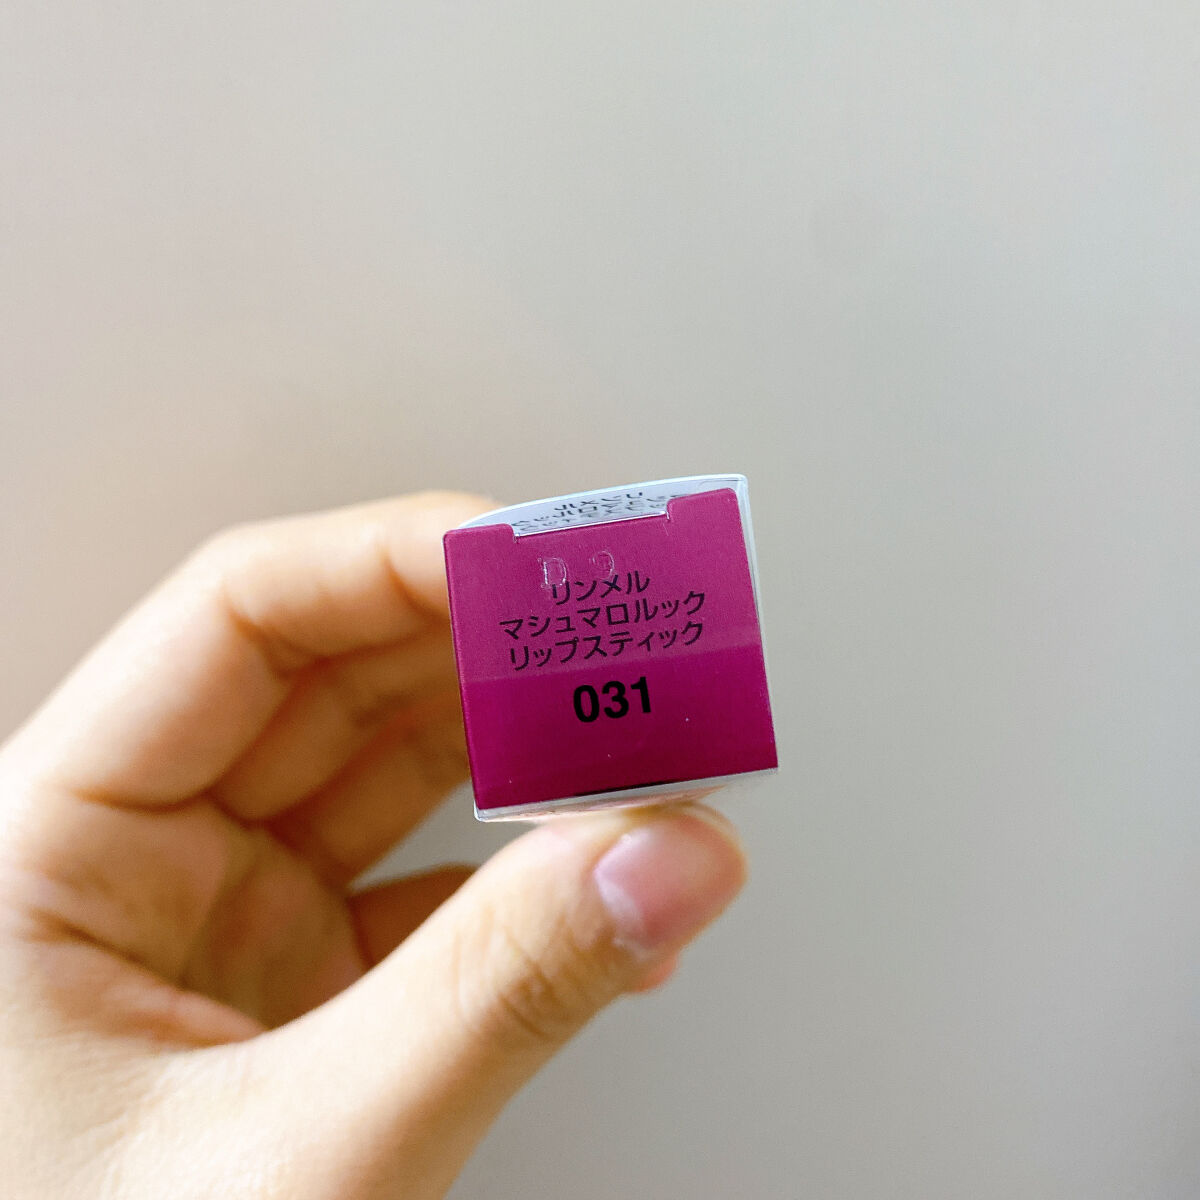 リンメル
マシュマロルック
リップスティック
031